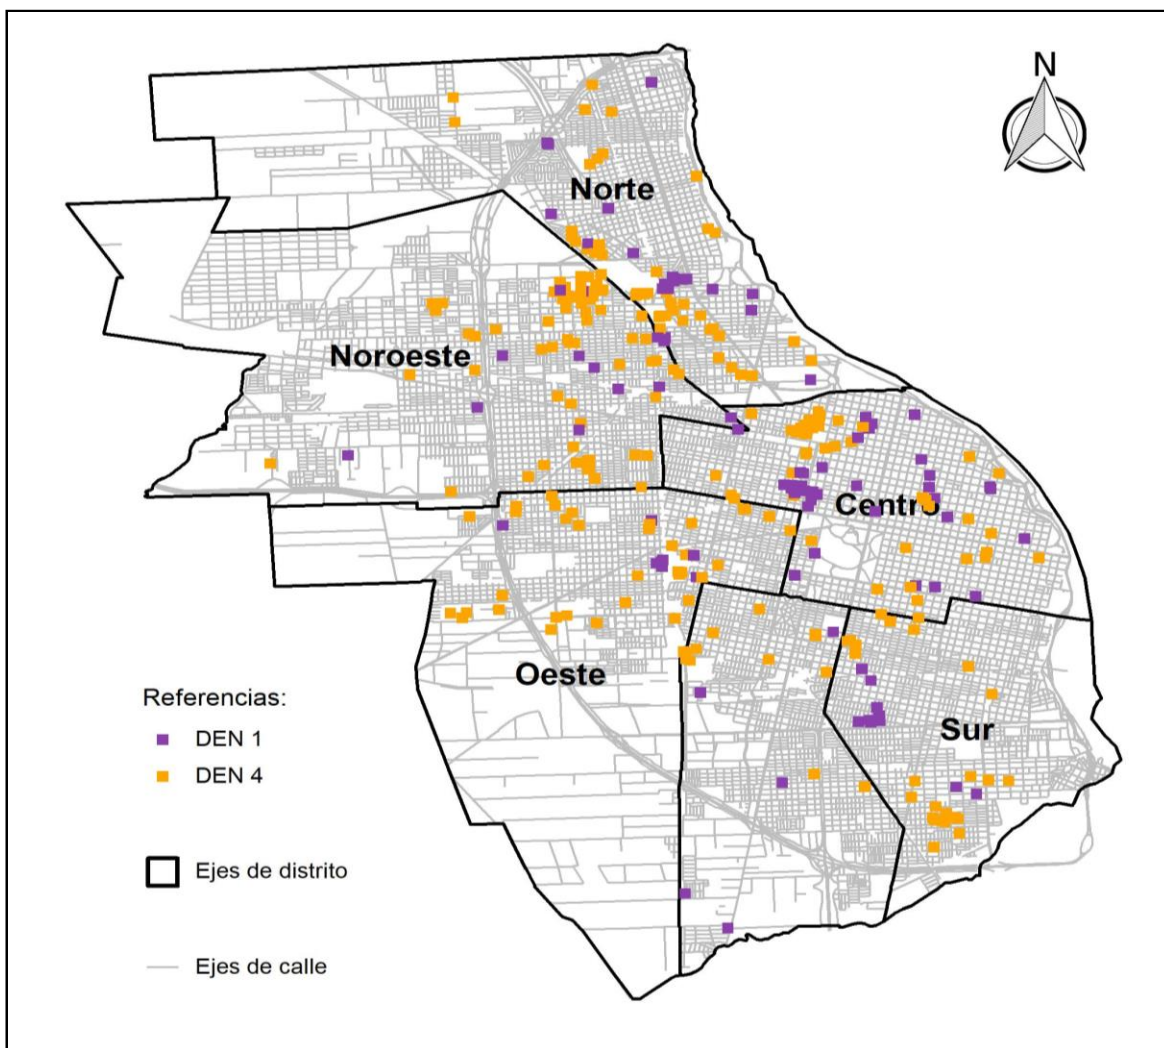 N
Norte
Noroeste
Centro
Oeste
Sur
Referencias:
DEN 1
DEN 4
Ejes de distrito
Ejes de calle